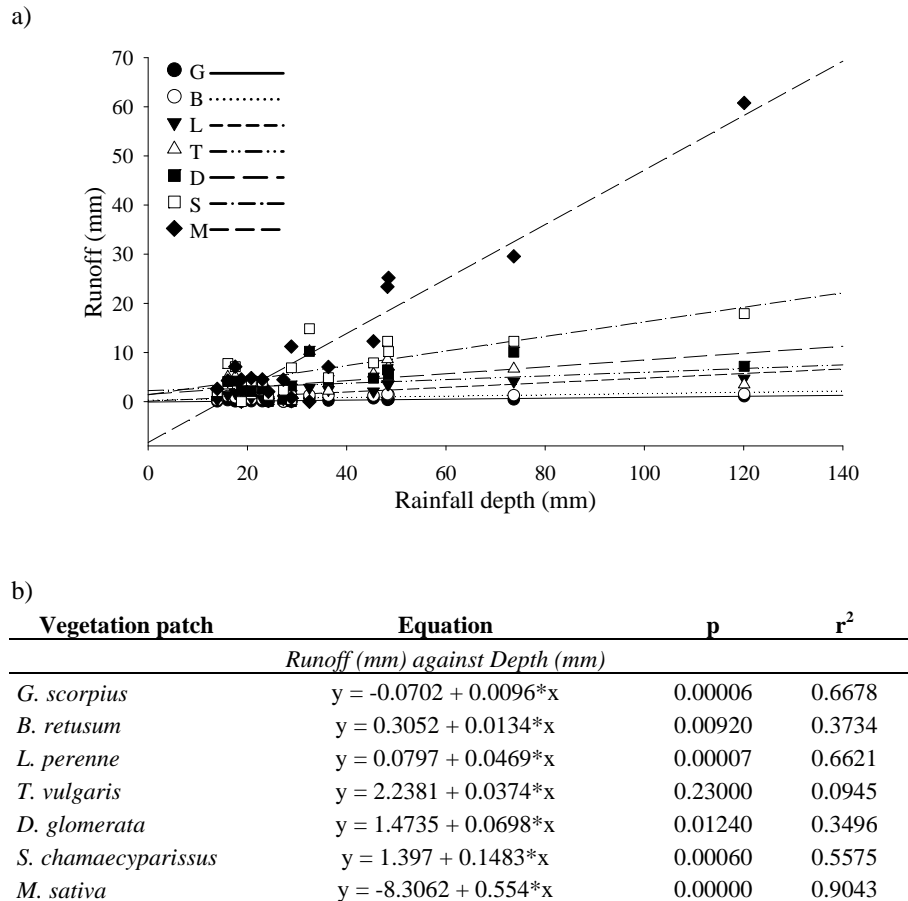 a)
70
60
50
40
30
20
10
0
Runoff (mm)
G
B
L
T
D
S
M
0 20 40 60 80 100 120 140
Rainfall depth (mm)
b)
Vegetation patch Equation p r²
Runoff (mm) against Depth (mm)
G. scorpius y = -0.0702 + 0.0096*x 0.00006 0.6678
B. retusum y = 0.3052 + 0.0134*x 0.00920 0.3734
L. perenne y = 0.0797 + 0.0469*x 0.00007 0.6621
T. vulgaris y = 2.2381 + 0.0374*x 0.23000 0.0945
D. glomerata y = 1.4735 + 0.0698*x 0.01240 0.3496
S. chamaecyparissus y = 1.397 + 0.1483*x 0.00060 0.5575
M. sativa y = -8.3062 + 0.554*x 0.00000 0.9043